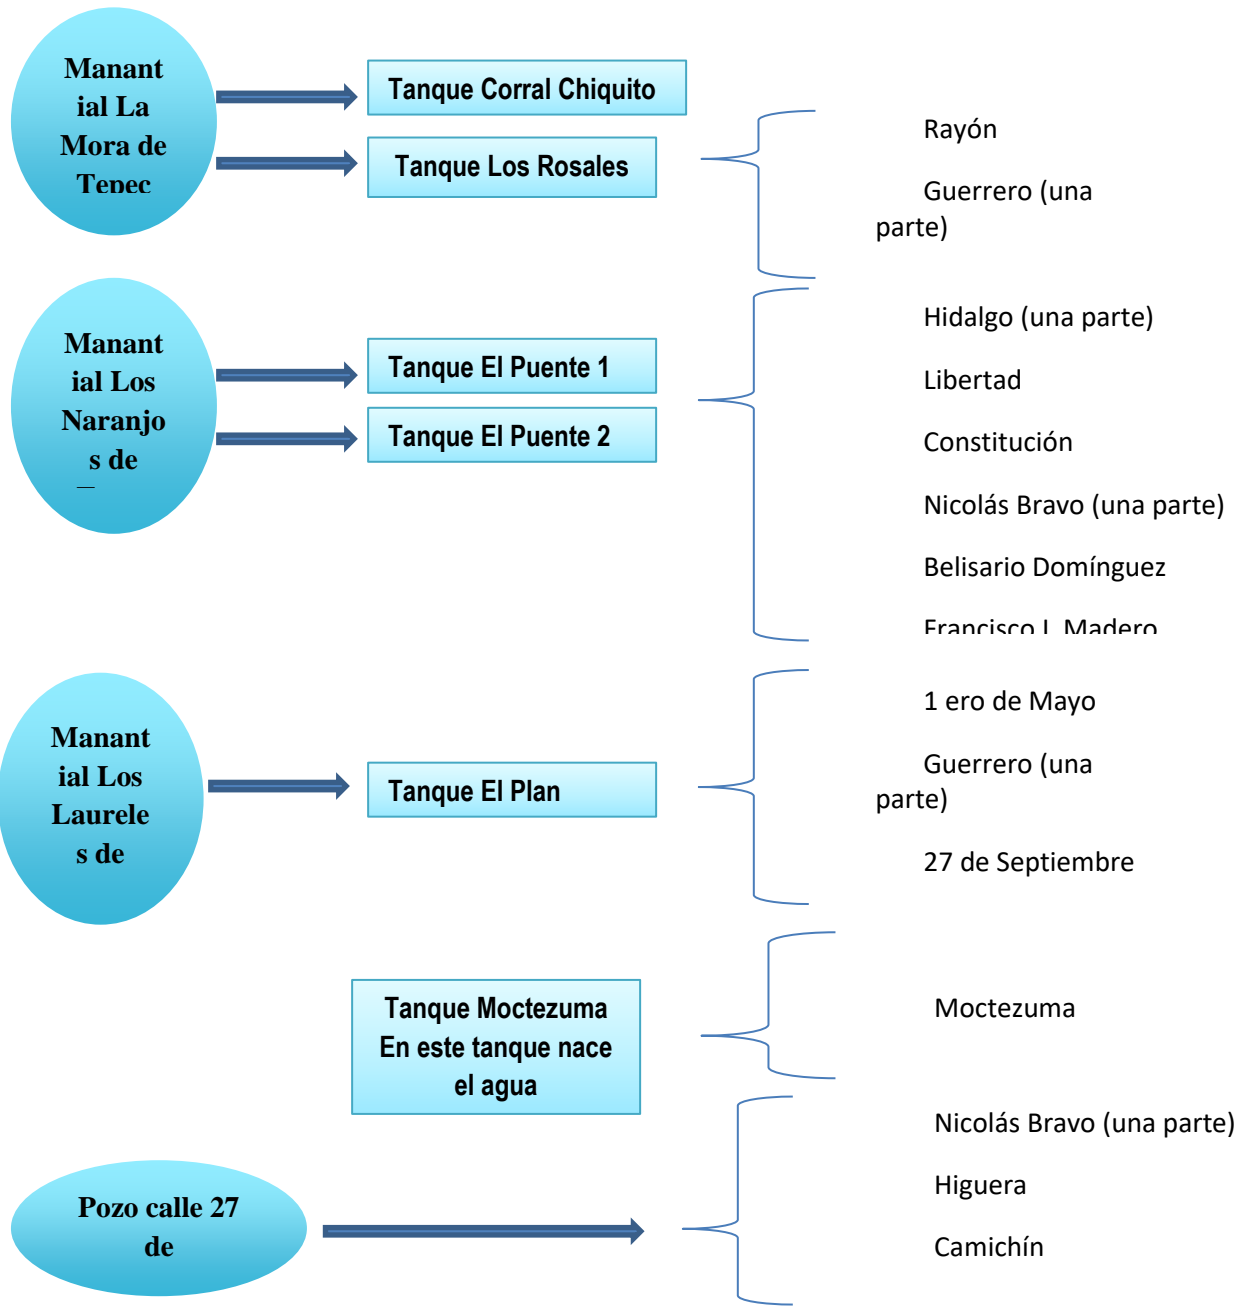 Manant
ial La
Mora de
Tepec
Tanque Corral Chiquito
Tanque Los Rosales
Rayón
Guerrero (una
parte)
Manant
ial Los
Naranjo
s de
Tanque El Puente 1
Tanque El Puente 2
Hidalgo (una parte)
Libertad
Constitución
Nicolás Bravo (una parte)
Belisario Domínguez
Francisco I. Madero
Manant
ial Los
Laurele
s de
Tanque El Plan
1 ero de Mayo
Guerrero (una
parte)
27 de Septiembre
Tanque Moctezuma
En este tanque nace
el agua
Moctezuma
Pozo calle 27
de
Nicolás Bravo (una parte)
Higuera
Camichín